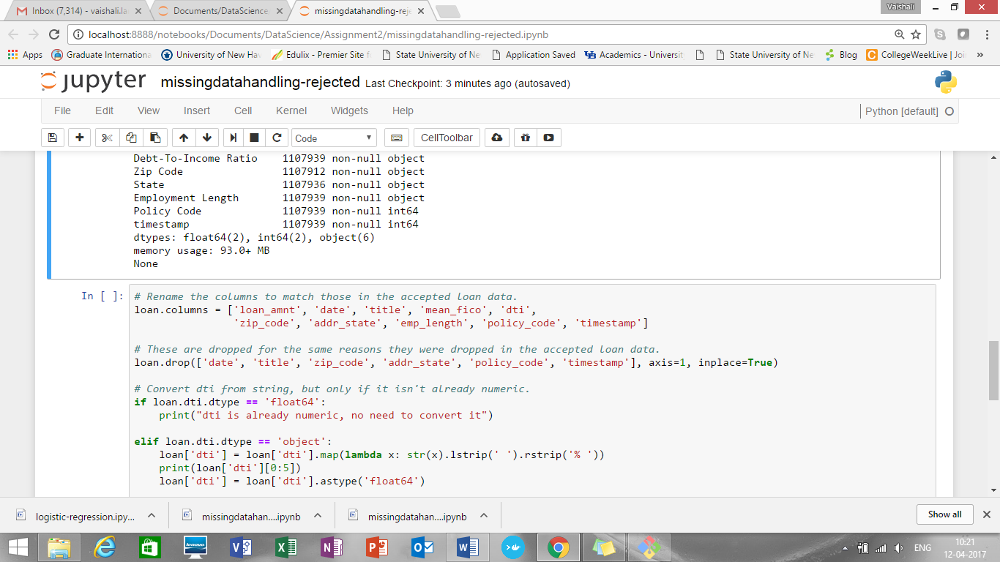 Inbox (7,314) - vaishali.la
Documents/DataScience/
missingdatahandling-reje
Vaishali
localhost:8888/notebooks/Documents/DataScience/Assignment2/missingdatahandling-rejected.ipynb
Apps
Graduate Internationa
University of New Hav
Edulix - Premier Site f
State University of Ne
Application Saved
Academics - Universit
State University of Ne
Blog
CollegeWeekLive | Joi
»
jupyter
missingdatahandling-rejected Last Checkpoint: 3 minutes ago (autosaved)
File Edit View Insert Cell Kernel Widgets Help
Python [default]
Code
CellToolbar
Debt-To-Income Ratio    1107939 non-null object
Zip Code                1107912 non-null object
State                   1107936 non-null object
Employment Length       1107939 non-null object
Policy Code             1107939 non-null int64
timestamp               1107939 non-null int64
dtypes: float64(2), int64(2), object(6)
memory usage: 93.0+ MB
None
In [ ]:
# Rename the columns to match those in the accepted loan data.
loan.columns = ['loan_amnt', 'date', 'title', 'mean_fico', 'dti',
                'zip_code', 'addr_state', 'emp_length', 'policy_code', 'timestamp']
# These are dropped for the same reasons they were dropped in the accepted loan data.
loan.drop(['date', 'title', 'zip_code', 'addr_state', 'policy_code', 'timestamp'], axis=1, inplace=True)
# Convert dti from string, but only if it isn't already numeric.
if loan.dti.dtype == 'float64':
    print("dti is already numeric, no need to convert it")
elif loan.dti.dtype == 'object':
    loan['dti'] = loan['dti'].map(lambda x: str(x).lstrip(' ').rstrip('% '))
    print(loan['dti'][0:5])
    loan['dti'] = loan['dti'].astype('float64')
logistic-regression.ipy...
missingdatahan....ipynb
missingdatahan....ipynb
Show all
lenovo
ENG
10:21
12-04-2017